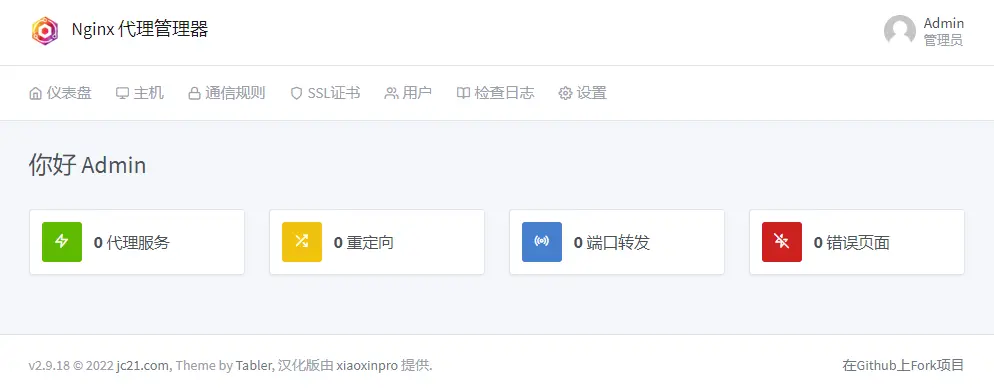 Nginx 代理管理器
Admin
管理员
仪表盘 主机 通信规则 SSL证书 用户 检查日志 设置
你好 Admin
0 代理服务 0 重定向 0 端口转发 0 错误页面
v2.9.18 © 2022 jc21.com, Theme by Tabler, 汉化版由 xiaoxinpro 提供. 在Github上Fork项目